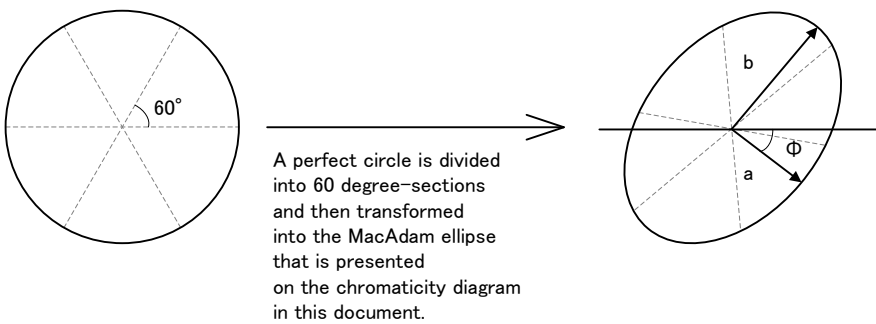 60°
A perfect circle is divided
into 60 degree-sections
and then transformed
into the MacAdam ellipse
that is presented
on the chromaticity diagram
in this document.
b
Φ
a